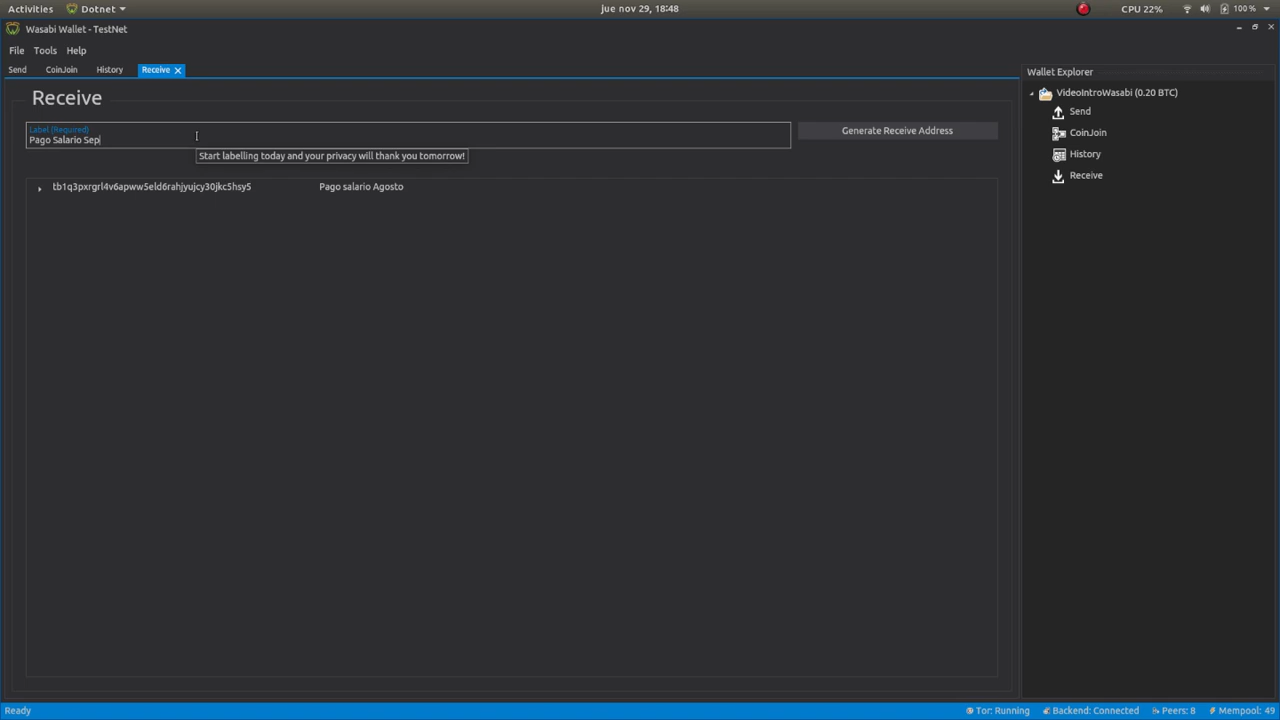 Activities Dotnet jue nov 29, 18:48 CPU 22% 100 %
Wasabi Wallet - TestNet
File Tools Help
Send CoinJoin History Receive
Wallet Explorer
Receive
VideoIntroWasabi (0.20 BTC)
Send
CoinJoin
History
Receive
Label (Required)
Pago Salario Sep
Generate Receive Address
Start labelling today and your privacy will thank you tomorrow!
tb1q3pxrgrl4v6apww5eld6rahjyujcy30jkc5hsy5 Pago salario Agosto
Ready Tor: Running Backend: Connected Peers: 8 Mempool: 49